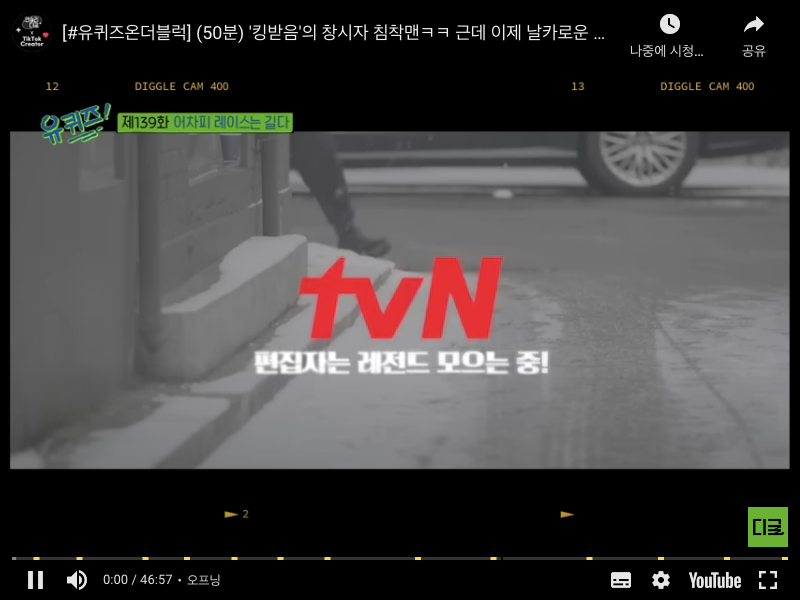 [#유퀴즈온더블럭] (50분) '킹받음'의 창시자 침착맨ㅋㅋ 근데 이제 날카로운 ...
나중에 시청...
공유
TikTok
Creator
12 DIGGLE CAM 400 13 DIGGLE CAM 400
유퀴즈!
제139화 어차피 레이스는 길다
tvN
편집자는 레전드 모으는 중!
2
디글
0:00 / 46:57 • 오프닝
YouTube